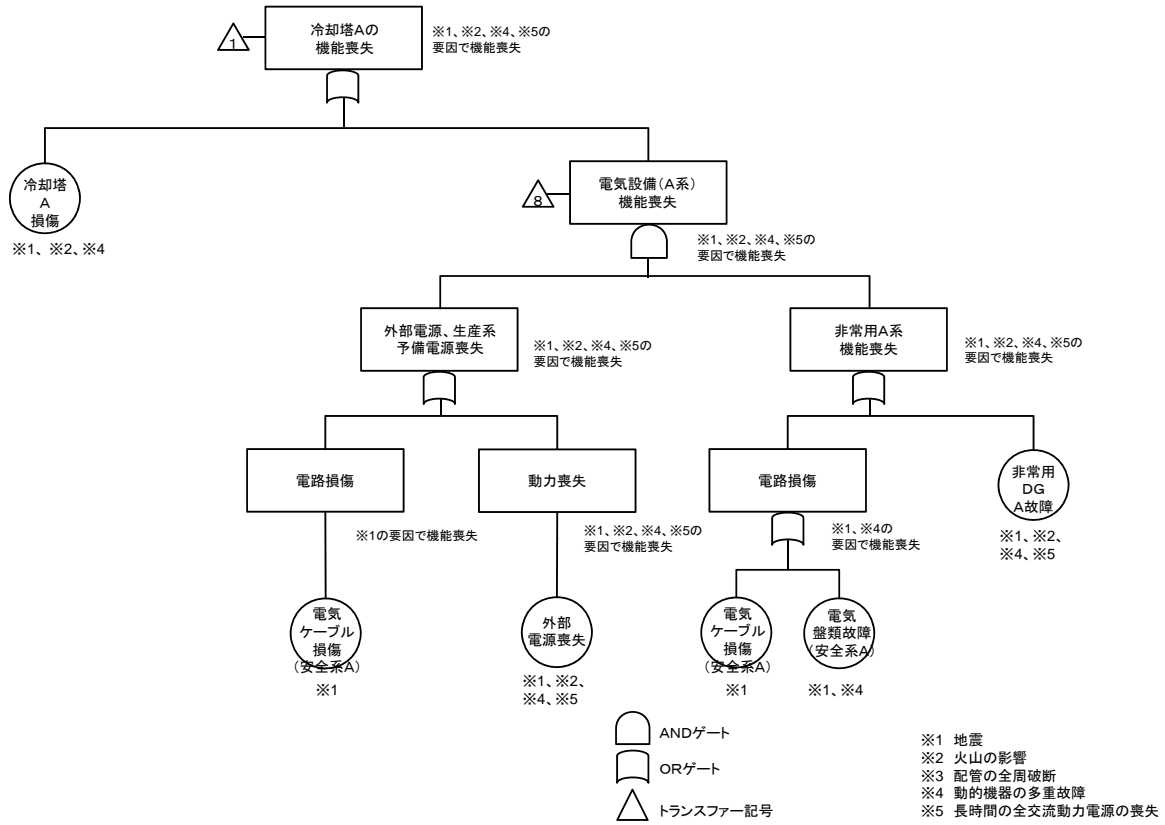 冷却塔Aの
機能喪失
1
※1、※2、※4、※5の
要因で機能喪失
冷却塔
A
損傷
※1、※2、※4
電気設備(A系)
機能喪失
8
※1、※2、※4、※5の
要因で機能喪失
外部電源、生産系
予備電源喪失
※1、※2、※4、※5の
要因で機能喪失
非常用A系
機能喪失
※1、※2、※4、※5の
要因で機能喪失
電路損傷
※1の要因で機能喪失
動力喪失
※1、※2、※4、※5の
要因で機能喪失
電路損傷
※1、※4の
要因で機能喪失
非常用
DG
A故障
※1、※2、
※4、※5
電気
ケーブル
損傷
(安全系A)
※1
外部
電源喪失
※1、※2、
※4、※5
電気
ケーブル
損傷
(安全系A)
※1
電気
盤類故障
(安全系A)
※1、※4
ANDゲート
ORゲート
トランスファー記号
※1 地震
※2 火山の影響
※3 配管の全周破断
※4 動的機器の多重故障
※5 長時間の全交流動力電源の喪失